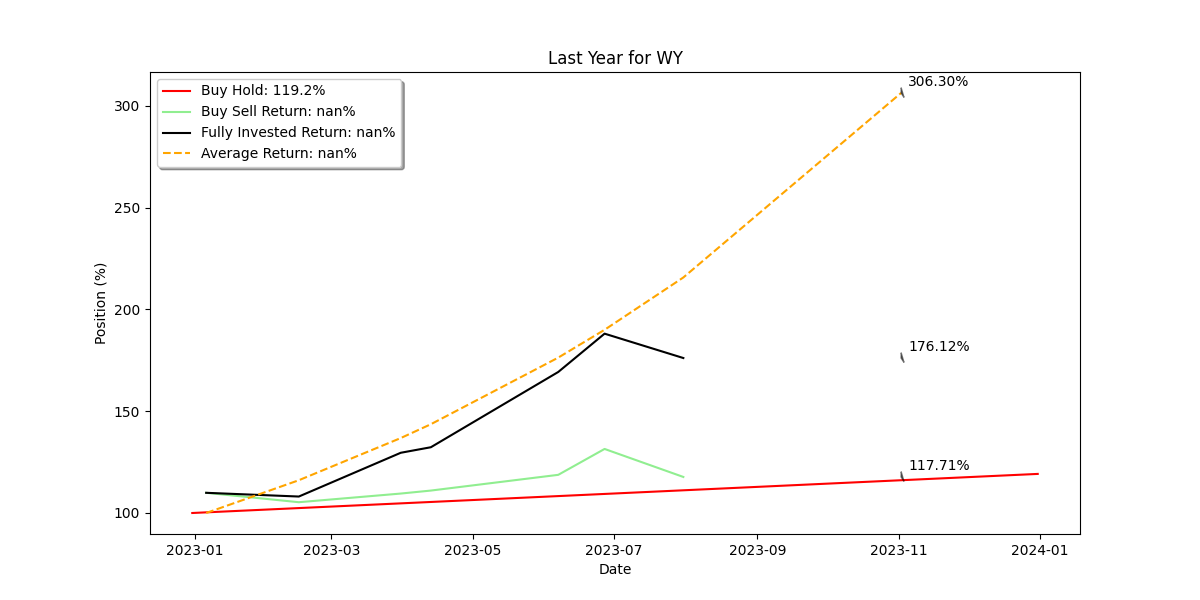 Last Year for WY
Buy Hold: 119.2%
Buy Sell Return: nan%
Fully Invested Return: nan%
Average Return: nan%
306.30%
176.12%
117.71%
Position (%)
300
250
200
150
100
2023-01 2023-03 2023-05 2023-07 2023-09 2023-11 2024-01
Date